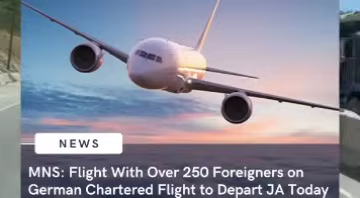 NEWS
MNS: Flight With Over 250 Foreigners on
German Chartered Flight to Depart JA Today